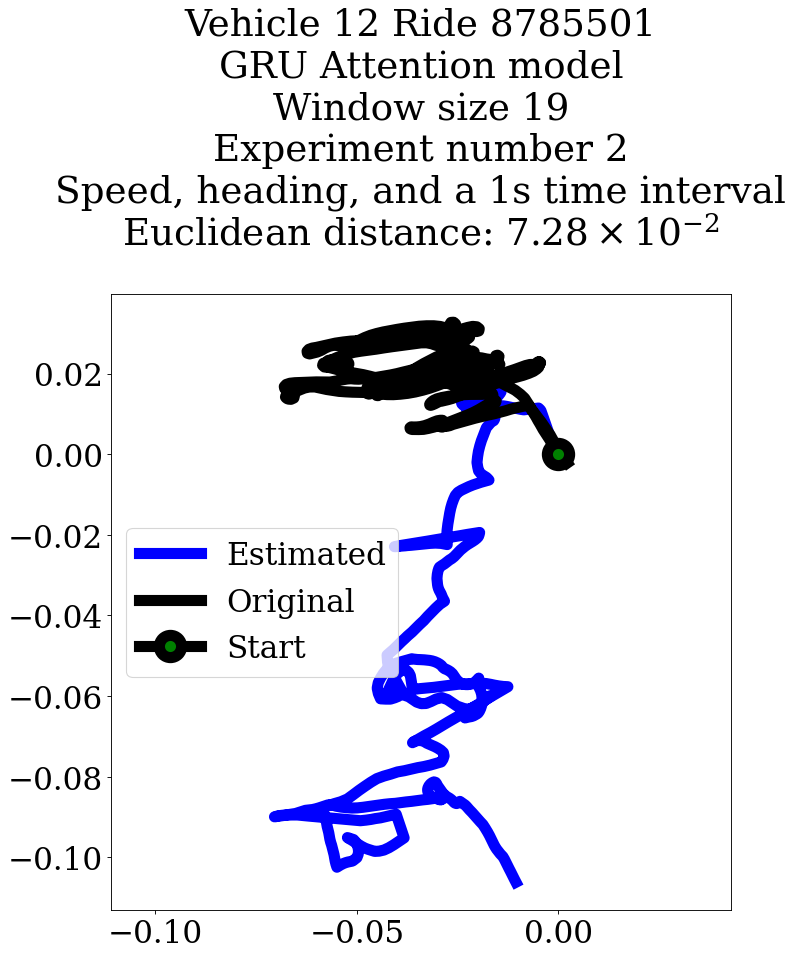 Vehicle 12 Ride 8785501
GRU Attention model
Window size 19
Experiment number 2
Speed, heading, and a 1s time interval
Euclidean distance: 7.28 × 10⁻²
0.02
0.00
−0.02
−0.04
−0.06
−0.08
−0.10
Estimated
Original
Start
−0.10
−0.05
0.00